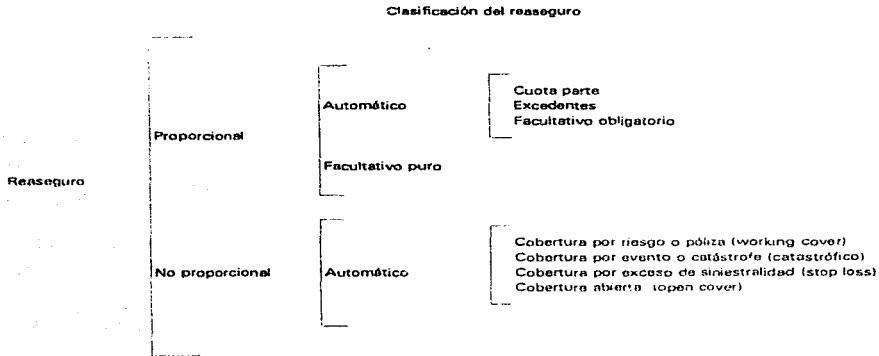 Clasificación del reaseguro
Reaseguro
Proporcional
Automático
Cuota parte
Excedentes
Facultativo obligatorio
Facultativo puro
No proporcional
Automático
Cobertura por riesgo o póliza (working cover)
Cobertura por evento o catástrofe (catastrófico)
Cobertura por exceso de siniestralidad (stop loss)
Cobertura abierta (open cover)